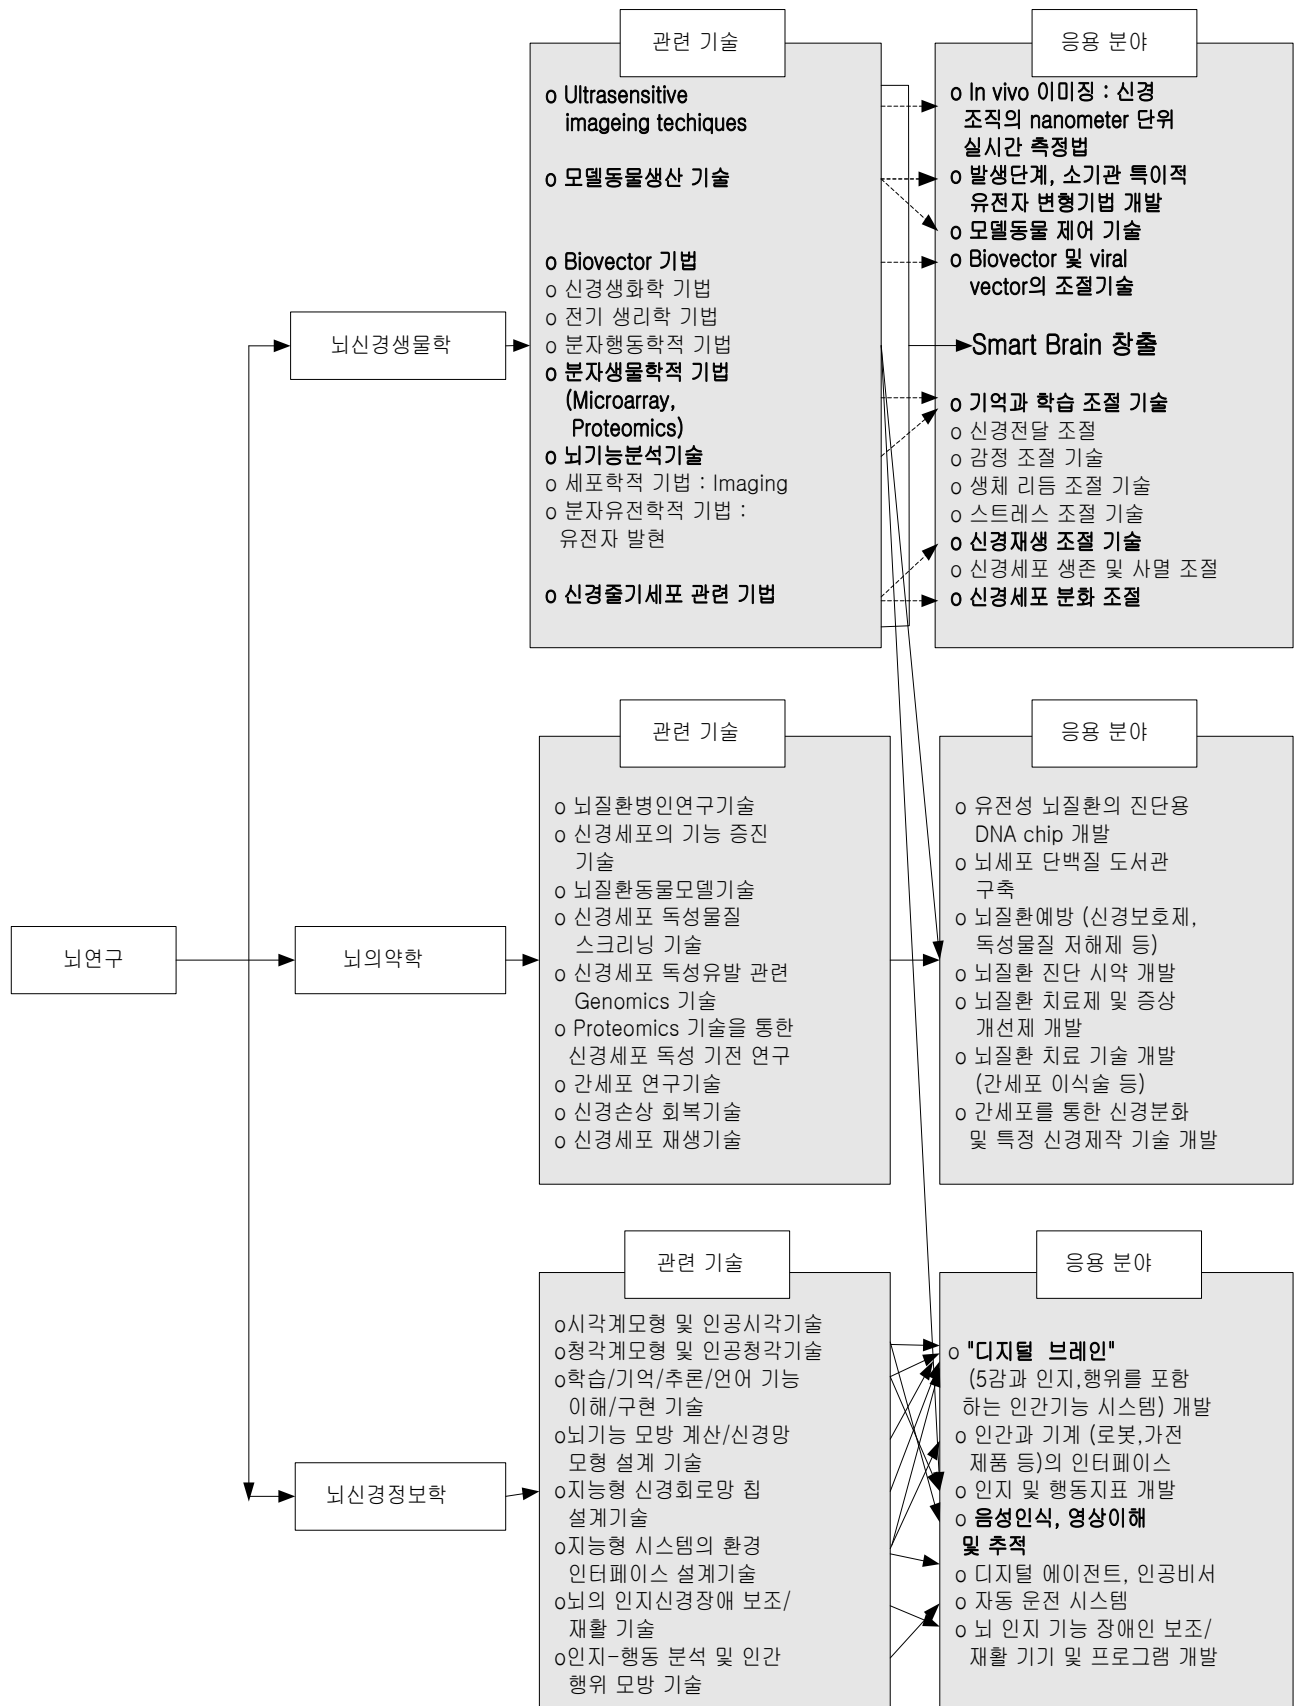 관련 기술
o Ultrasensitive
imageing techiques
o 모델동물생산 기술
o Biovector 기법
o 신경생화학 기법
o 전기 생리학 기법
o 분자행동학적 기법
o 분자생물학적 기법
(Microarray,
Proteomics)
o 뇌기능분석기술
o 세포학적 기법 : Imaging
o 분자유전학적 기법 :
유전자 발현
o 신경줄기세포 관련 기법
응용 분야
o In vivo 이미징 : 신경
조직의 nanometer 단위
실시간 측정법
o 발생단계, 소기관 특이적
유전자 변형기법 개발
o 모델동물 제어 기술
o Biovector 및 viral
vector의 조절기술
Smart Brain 창출
o 기억과 학습 조절 기술
o 신경전달 조절
o 감정 조절 기술
o 생체 리듬 조절 기술
o 스트레스 조절 기술
o 신경재생 조절 기술
o 신경세포 생존 및 사멸 조절
o 신경세포 분화 조절
뇌신경생물학
관련 기술
o 뇌질환병인연구기술
o 신경세포의 기능 증진
기술
o 뇌질환동물모델기술
o 신경세포 독성물질
스크리닝 기술
o 신경세포 독성유발 관련
Genomics 기술
o Proteomics 기술을 통한
신경세포 독성 기전 연구
o 간세포 연구기술
o 신경손상 회복기술
o 신경세포 재생기술
응용 분야
o 유전성 뇌질환의 진단용
DNA chip 개발
o 뇌세포 단백질 도서관
구축
o 뇌질환예방 (신경보호제,
독성물질 저해제 등)
o 뇌질환 진단 시약 개발
o 뇌질환 치료제 및 증상
개선제 개발
o 뇌질환 치료 기술 개발
(간세포 이식술 등)
o 간세포를 통한 신경분화
및 특정 신경제작 기술 개발
뇌연구
뇌의약학
관련 기술
o시각계모형 및 인공시각기술
o청각계모형 및 인공청각기술
o학습/기억/추론/언어 기능
이해/구현 기술
o뇌기능 모방 계산/신경망
모형 설계 기술
o지능형 신경회로망 칩
설계기술
o지능형 시스템의 환경
인터페이스 설계기술
o뇌의 인지신경장애 보조/
재활 기술
o인지-행동 분석 및 인간
행위 모방 기술
응용 분야
o "디지털 브레인"
(5감과 인지,행위를 포함
하는 인간기능 시스템) 개발
o 인간과 기계 (로봇,가전
제품 등)의 인터페이스
o 인지 및 행동지표 개발
o 음성인식, 영상이해
및 추적
o 디지털 에이전트, 인공비서
o 자동 운전 시스템
o 뇌 인지 기능 장애인 보조/
재활 기기 및 프로그램 개발
뇌신경정보학